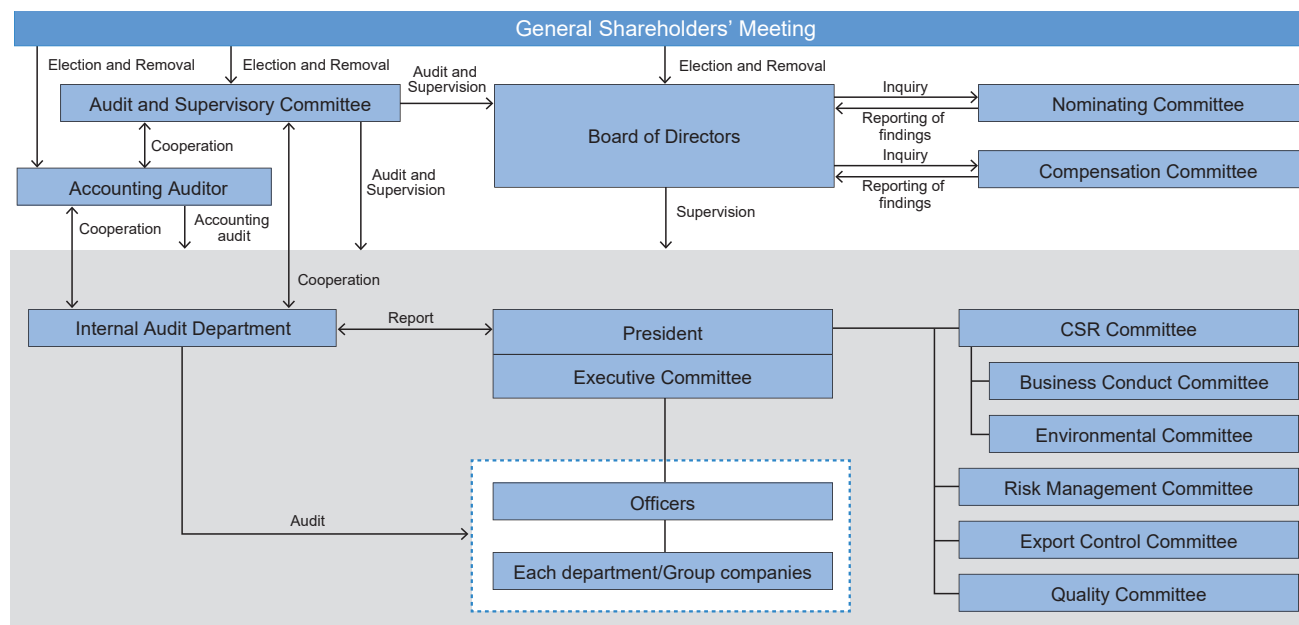 General Shareholders' Meeting
Election and Removal
Election and Removal
Audit and
Supervision
Election and Removal
Audit and Supervisory Committee
Board of Directors
Inquiry
Reporting of
findings
Nominating Committee
Cooperation
Inquiry
Reporting of
findings
Compensation Committee
Accounting Auditor
Audit and
Supervision
Cooperation
Accounting
audit
Supervision
Cooperation
Internal Audit Department
Report
President
Executive Committee
CSR Committee
Business Conduct Committee
Environmental Committee
Risk Management Committee
Export Control Committee
Quality Committee
Audit
Officers
Each department/Group companies